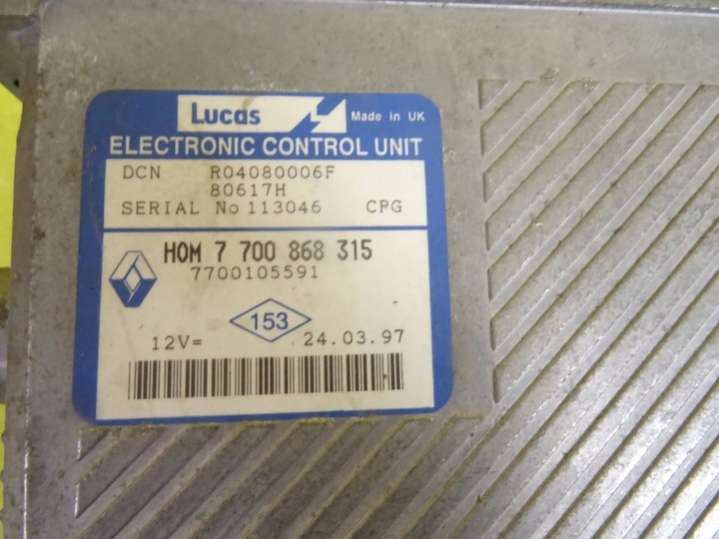 Lucas Made in UK
ELECTRONIC CONTROL UNIT
DCN R04080006F
80617H
SERIAL No 113046 CPG
HOM 7 700 868 315
7700105591
153
12V= 24.03.97